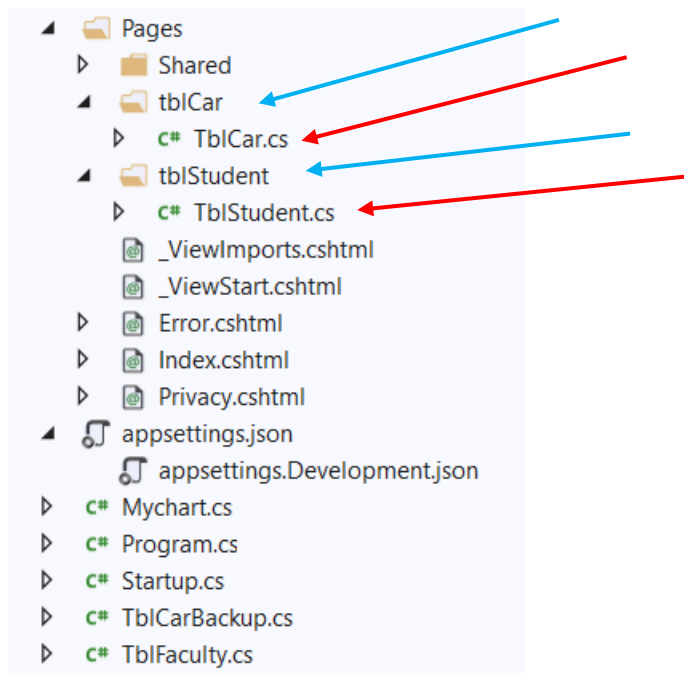 Pages
Shared
tblCar
C# TblCar.cs
tblStudent
C# TblStudent.cs
@ _ViewImports.cshtml
@ _ViewStart.cshtml
@ Error.cshtml
@ Index.cshtml
@ Privacy.cshtml
appsettings.json
appsettings.Development.json
C# Mychart.cs
C# Program.cs
C# Startup.cs
C# TblCarBackup.cs
C# TblFaculty.cs